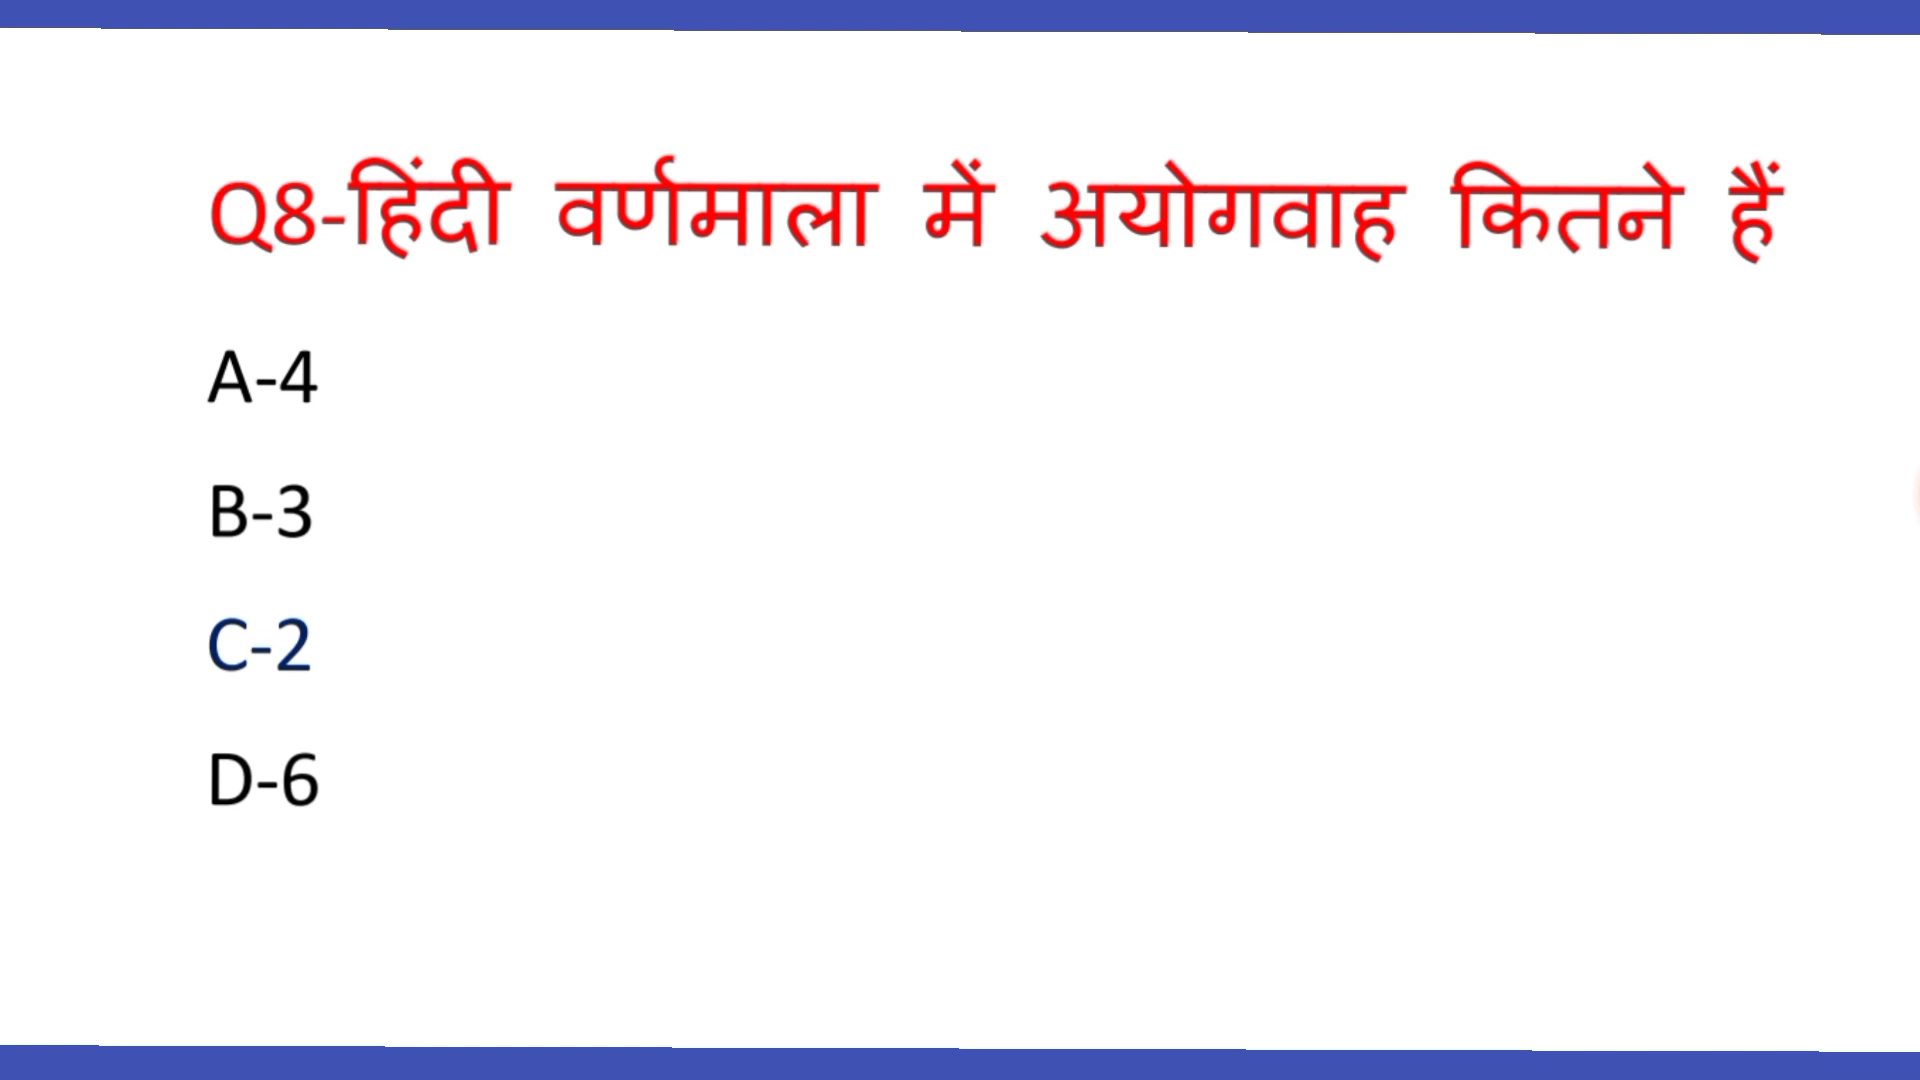 Q8-हिंदी वर्णमाला में अयोगवाह कितने हैं
A-4
B-3
C-2
D-6